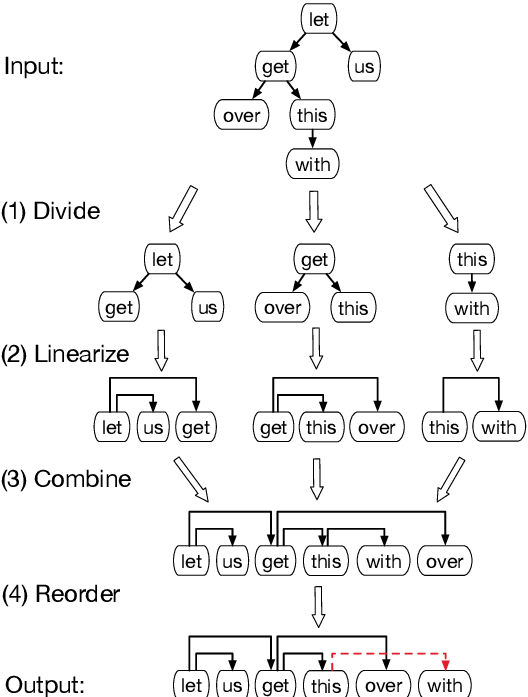 let
Input: get us
over this
with
(1) Divide
let get this
get us over this with
(2) Linearize
let us get get this over this with
(3) Combine
let us get this with over
(4) Reorder
Output: let us get this over with